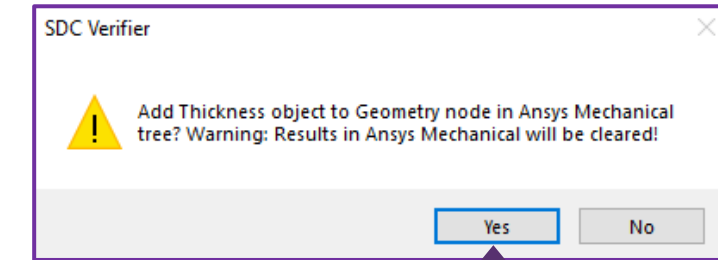 SDC Verifier
Add Thickness object to Geometry node in Ansys Mechanical
tree? Warning: Results in Ansys Mechanical will be cleared!
Yes
No